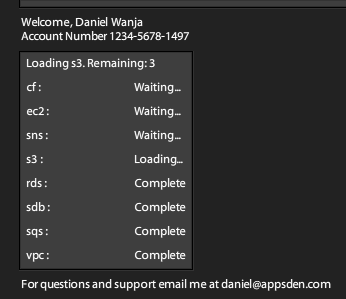 Welcome, Daniel Wanja
Account Number 1234-5678-1497
Loading s3. Remaining: 3
cf : Waiting...
ec2 : Waiting...
sns : Waiting...
s3 : Loading...
rds : Complete
sdb : Complete
sqs : Complete
vpc : Complete
For questions and support email me at daniel@appsden.com